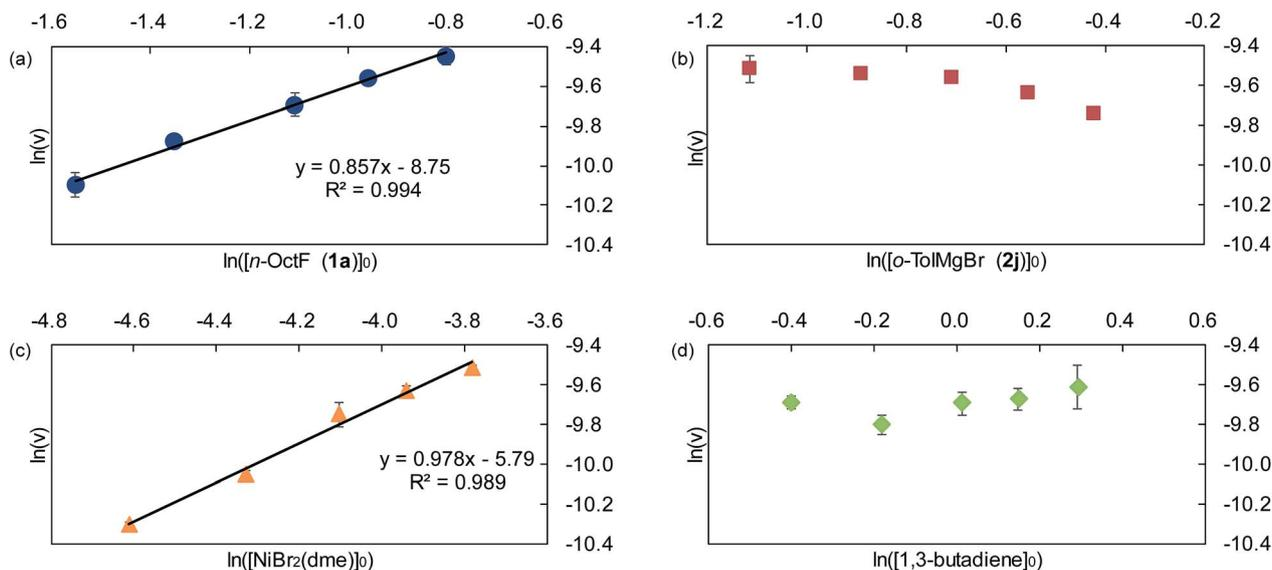 -1.6 -1.4 -1.2 -1.0 -0.8 -0.6
(a)
ln(v)
-9.4
-9.6
-9.8
-10.0
-10.2
-10.4
y = 0.857x - 8.75
R² = 0.994
ln([n-OctF (1a)]₀)
-1.2 -1.0 -0.8 -0.6 -0.4 -0.2
(b)
ln(v)
-9.4
-9.6
-9.8
-10.0
-10.2
-10.4
ln([o-TolMgBr (2j)]₀)
-4.8 -4.6 -4.4 -4.2 -4.0 -3.8 -3.6
(c)
ln(v)
-9.4
-9.6
-9.8
-10.0
-10.2
-10.4
y = 0.978x - 5.79
R² = 0.989
ln([NiBr₂(dme)]₀)
-0.6 -0.4 -0.2 0.0 0.2 0.4 0.6
(d)
ln(v)
-9.4
-9.6
-9.8
-10.0
-10.2
-10.4
ln([1,3-butadiene]₀)